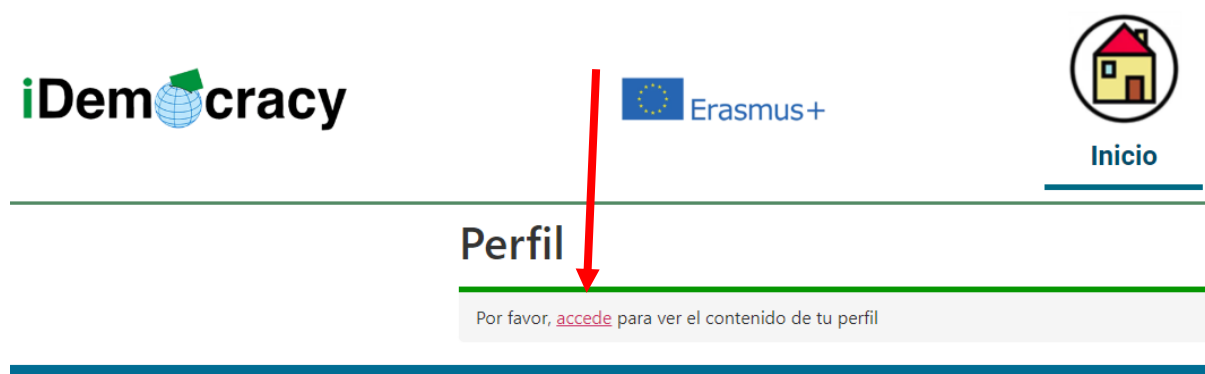 iDemocracy
Erasmus+
Inicio
Perfil
Por favor, accede para ver el contenido de tu perfil